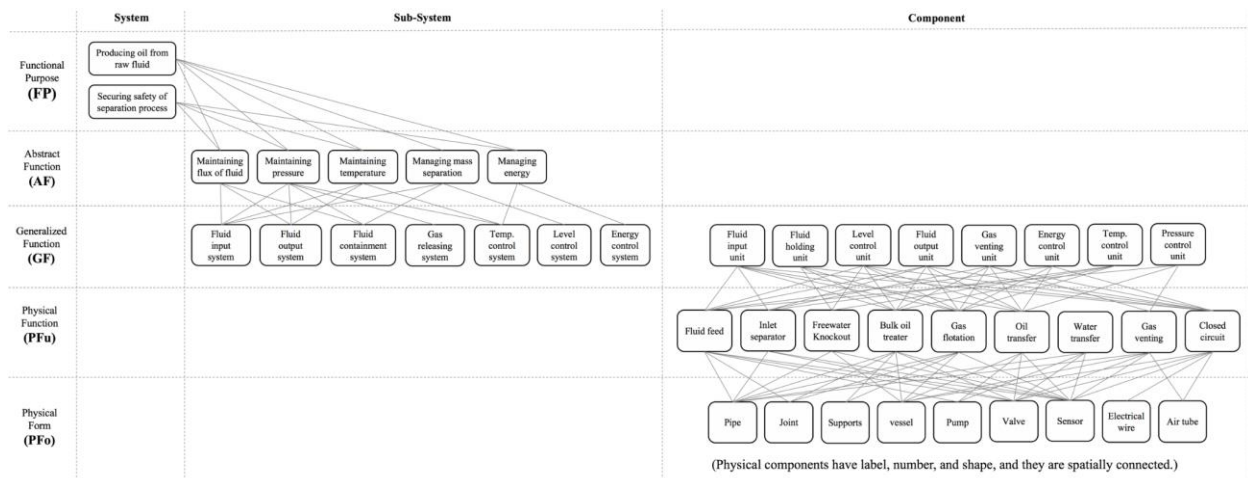 System
Sub-System
Component
Functional
Purpose
(FP)
Producing oil from
raw fluid
Securing safety of
separation process
Abstract
Function
(AF)
Maintaining
flux of fluid
Maintaining
pressure
Maintaining
temperature
Managing mass
separation
Managing
energy
Generalized
Function
(GF)
Fluid
input
system
Fluid
output
system
Fluid
containment
system
Gas
releasing
system
Temp.
control
system
Level
control
system
Energy
control
system
Fluid
input
unit
Fluid
holding
unit
Level
control
unit
Fluid
output
unit
Gas
venting
unit
Energy
control
unit
Temp.
control
unit
Pressure
control
unit
Physical
Function
(PFu)
Fluid feed
Inlet
separator
Freewater
Knockout
Bulk oil
treater
Gas
flotation
Oil
transfer
Water
transfer
Gas
venting
Closed
circuit
Physical
Form
(PFo)
Pipe
Joint
Supports
vessel
Pump
Valve
Sensor
Electrical
wire
Air tube
(Physical components have label, number, and shape, and they are spatially connected.)